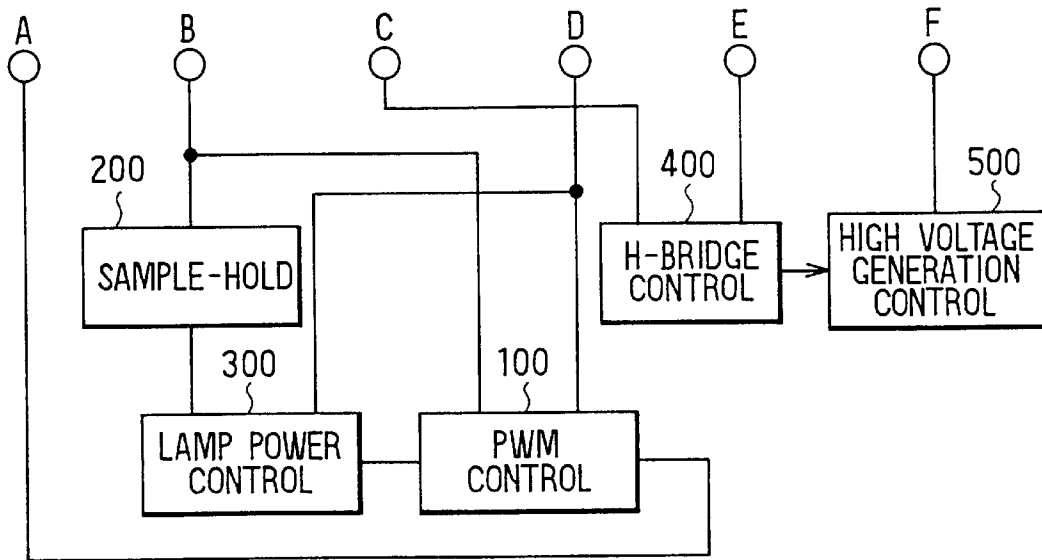 A B C D E F
200
SAMPLE-HOLD
400
H-BRIDGE
CONTROL
500
HIGH VOLTAGE
GENERATION
CONTROL
300
LAMP POWER
CONTROL
100
PWM
CONTROL